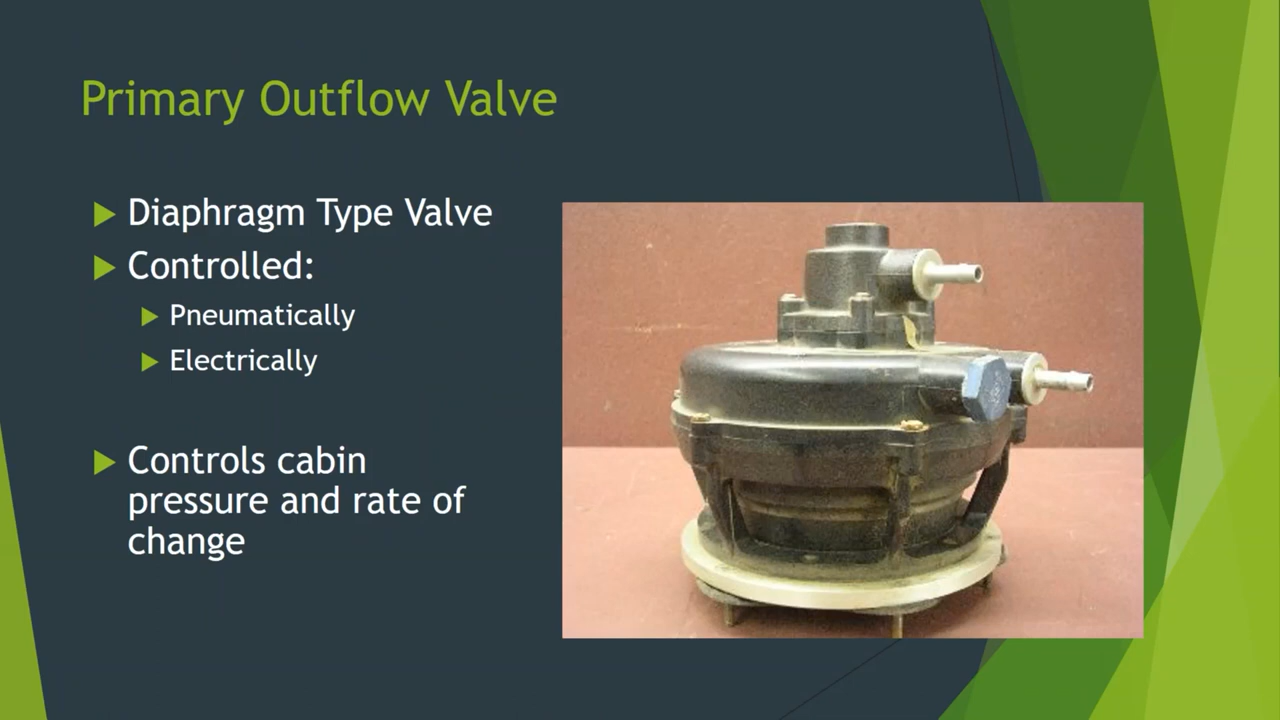 Primary Outflow Valve
Diaphragm Type Valve
Controlled:
Pneumatically
Electrically
Controls cabin
pressure and rate of
change